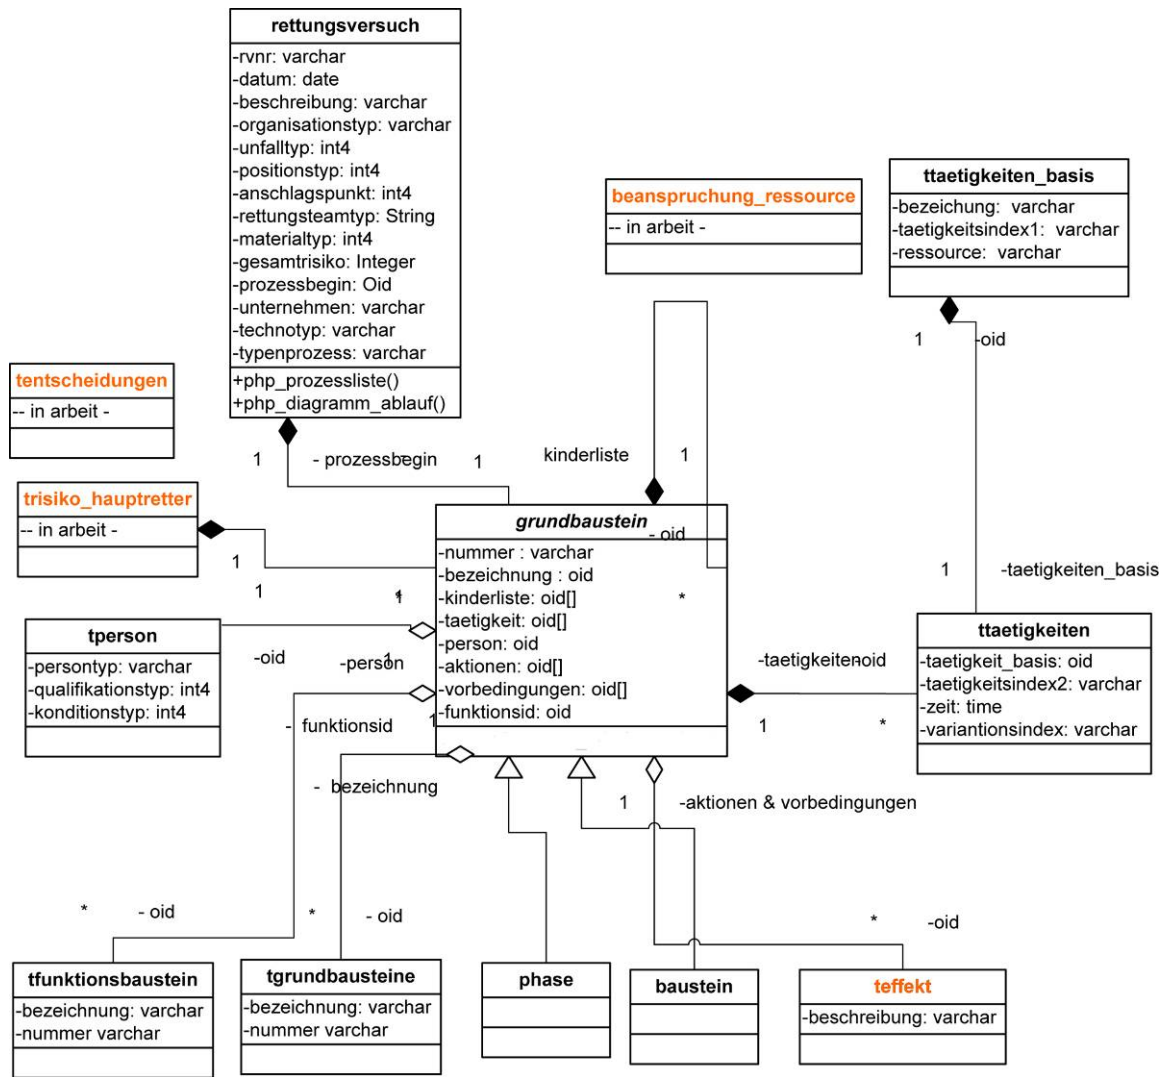 rettungsversuch
-rvnr: varchar
-datum: date
-beschreibung: varchar
-organisationstyp: varchar
-unfalltyp: int4
-positionstyp: int4
-anschlagspunkt: int4
-rettungsteamtyp: String
-materialtyp: int4
-gesamtrisiko: Integer
-prozessbegin: Oid
-unternehmen: varchar
-technotyp: varchar
-typenprozess: varchar
+php_prozessliste()
+php_diagramm_ablauf()
beanspruchung_ressource
-- in arbeit -
ttaetigkeiten_basis
-bezeichung: varchar
-taetigkeitsindex1: varchar
-ressource: varchar
1
-oid
tentscheidungen
-- in arbeit -
1
- prozessbegin
1
kinderliste
1
trisiko_hauptretter
-- in arbeit -
1
1
grundbaustein
-nummer : varchar
-bezeichnung : oid
-kinderliste: oid[]
-taetigkeit: oid[]
-person: oid
-aktionen: oid[]
-vorbedingungen: oid[]
-funktionsid: oid
- oid
*
1
-taetigkeiten_basis
tperson
-persontyp: varchar
-qualifikationstyp: int4
-konditionstyp: int4
-oid
-person
1
1
ttaetigkeiten
-taetigkeit_basis: oid
-taetigkeitsindex2: varchar
-zeit: time
-variantionsindex: varchar
-taetigkeiten
-oid
1
*
- funktionsid
1
- bezeichnung
1
-aktionen & vorbedingungen
*
- oid
*
- oid
*
-oid
tfunktionsbaustein
-bezeichnung: varchar
-nummer varchar
tgrundbausteine
-bezeichnung: varchar
-nummer varchar
phase
baustein
teffekt
-beschreibung: varchar